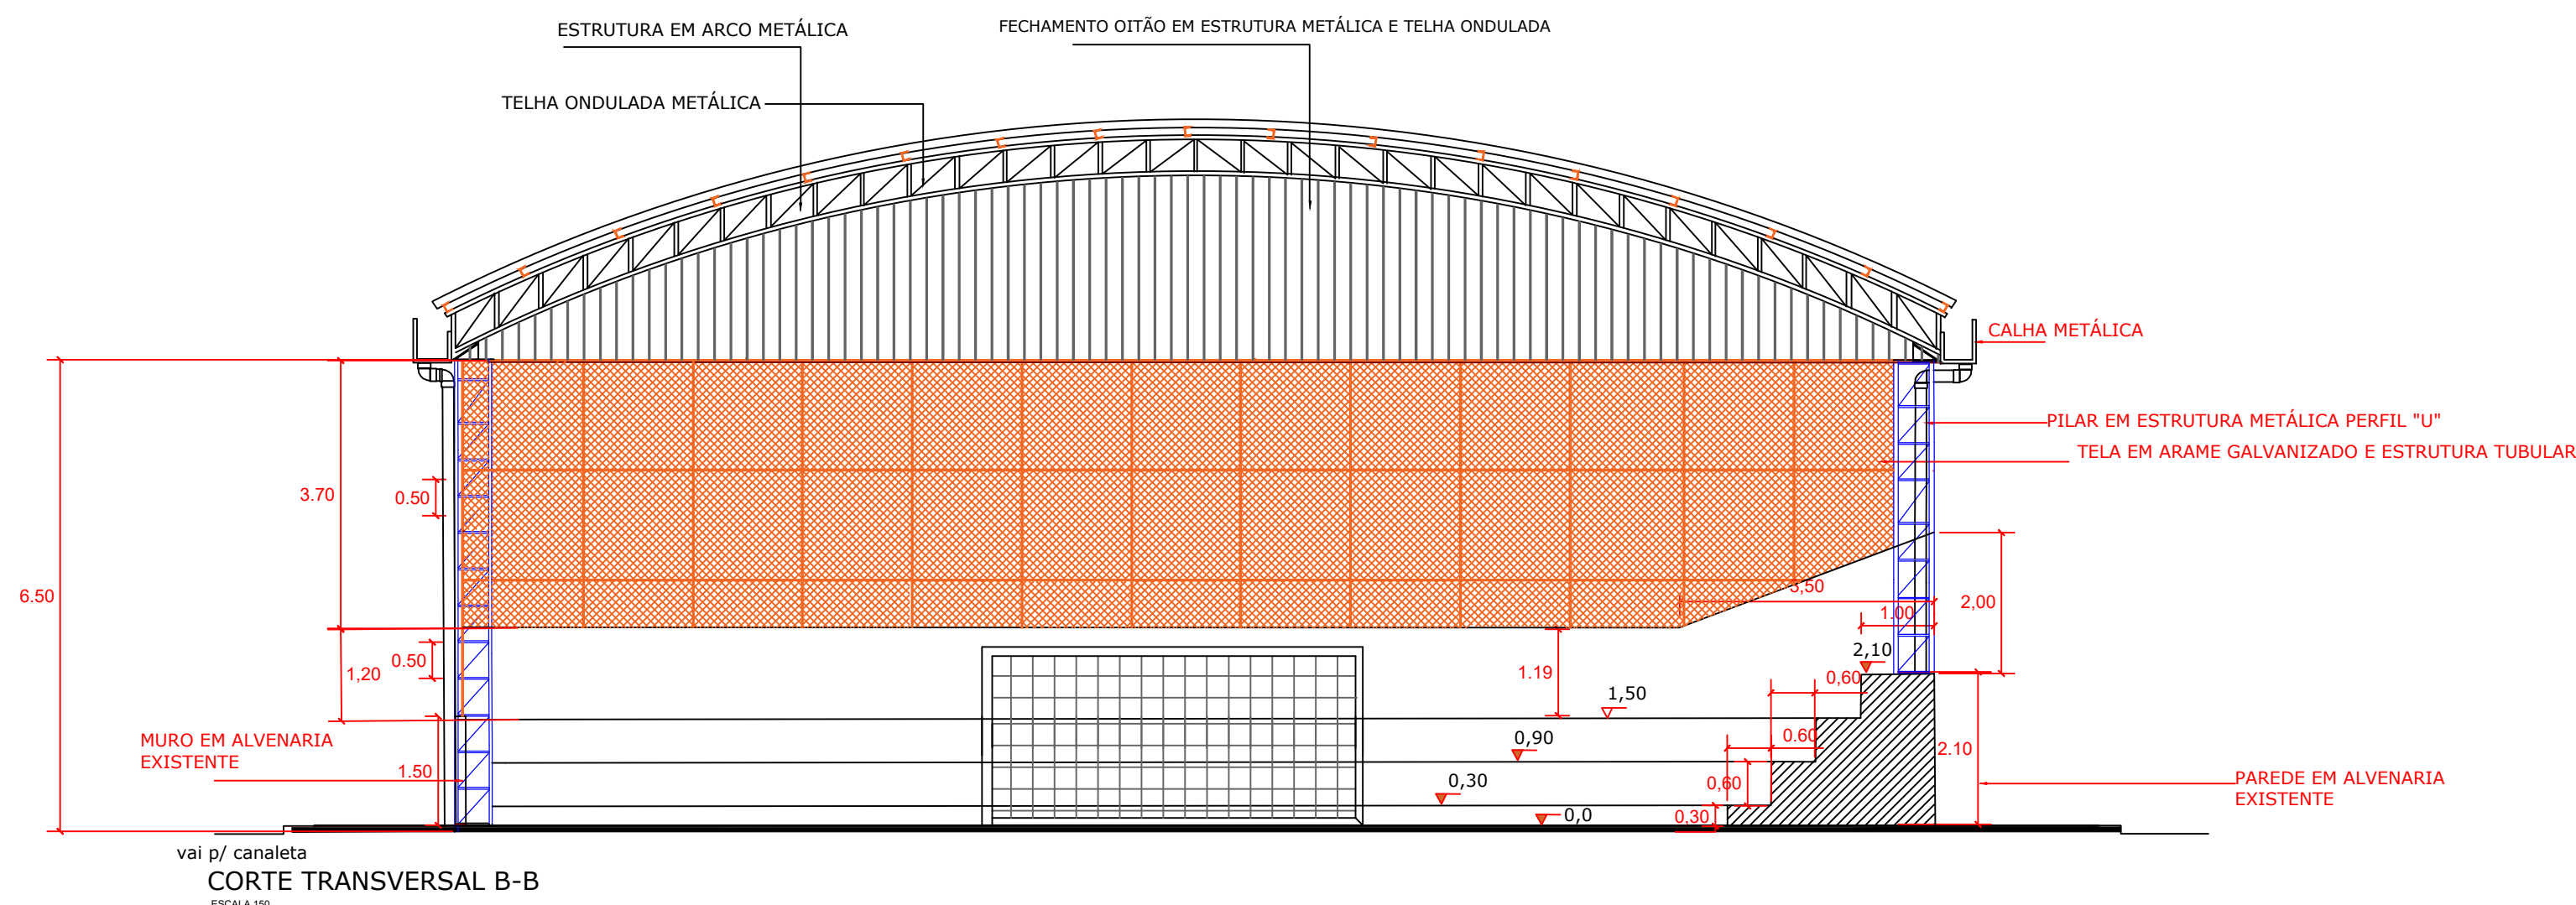 FECHAMENTO OITÃO EM ESTRUTURA METÁLICA E TELHA ONDULADA
ESTRUTURA EM ARCO METÁLICA
TELHA ONDULADA METÁLICA
CALHA METÁLICA
PILAR EM ESTRUTURA METÁLICA PERFIL "U"
TELA EM ARAME GALVANIZADO E ESTRUTURA TUBULAR
3.70
0.50
6.50
3,50
1.00
2,00
2,10
0.50
1,20
1.19
0,60
1,50
0,90
0.60
MURO EM ALVENARIA
EXISTENTE
1.50
2.10
0,30
0,60
PAREDE EM ALVENARIA
EXISTENTE
0,0
0,30
vai p/ canaleta
CORTE TRANSVERSAL B-B
ESCALA 150